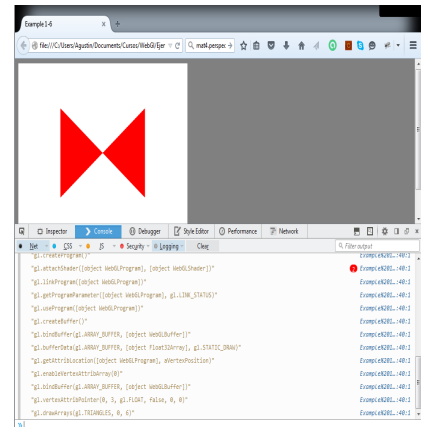 Example 1-6
file:///C:/Users/Agustin/Documents/Cursos/WebGl/Ejer
mat4.perspec
Inspector Console Debugger Style Editor Performance Network
Net CSS JS Security Logging Clear Filter output
"gl.createProgram()"
"gl.attachShader([object WebGLProgram], [object WebGLShader])" 2
"gl.linkProgram([object WebGLProgram])"
"gl.getProgramParameter([object WebGLProgram], gl.LINK_STATUS)"
"gl.useProgram([object WebGLProgram])"
"gl.createBuffer()"
"gl.bindBuffer(gl.ARRAY_BUFFER, [object WebGLBuffer])"
"gl.bufferData(gl.ARRAY_BUFFER, [object Float32Array], gl.STATIC_DRAW)"
"gl.getAttribLocation([object WebGLProgram], aVertexPosition)"
"gl.enableVertexAttribArray(0)"
"gl.bindBuffer(gl.ARRAY_BUFFER, [object WebGLBuffer])"
"gl.vertexAttribPointer(0, 3, gl.FLOAT, false, 0, 0)"
"gl.drawArrays(gl.TRIANGLES, 0, 6)"